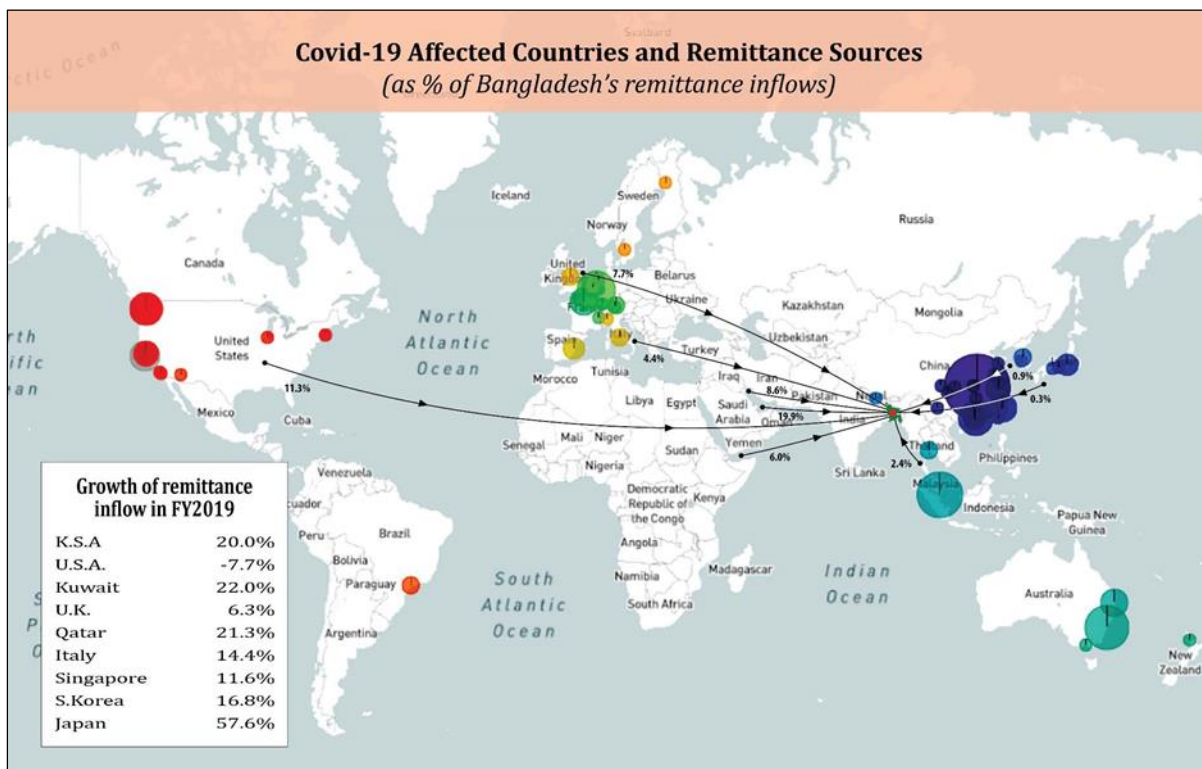 Covid-19 Affected Countries and Remittance Sources
(as % of Bangladesh's remittance inflows)
Svalbard
Arctic Ocean
Iceland
Sweden
Norway
Russia
Canada
United Kingdom
7.7%
Belarus
Ukraine
Kazakhstan
Mongolia
North Atlantic Ocean
United States
Spain
Italy
4.4%
Turkey
Uzbekistan
China
0.9%
0.3%
11.3%
Morocco
Tunisia
Iraq
Iran
8.6%
Pakistan
Nepal
Mexico
Cuba
Libya
Egypt
Saudi Arabia
19.9%
Oman
India
Senegal
Mali
Niger
Sudan
Yemen
6.0%
2.4%
Thailand
Philippines
Nigeria
Sri Lanka
Venezuela
Malaysia
Indonesia
Democratic Republic of the Congo
Kenya
Papua New Guinea
Peru
Brazil
Angola
Bolivia
Paraguay
Namibia
Madagascar
South Africa
South Atlantic Ocean
Indian Ocean
Australia
Argentina
New Zealand
Growth of remittance
inflow in FY2019
K.S.A 20.0%
U.S.A. -7.7%
Kuwait 22.0%
U.K. 6.3%
Qatar 21.3%
Italy 14.4%
Singapore 11.6%
S.Korea 16.8%
Japan 57.6%